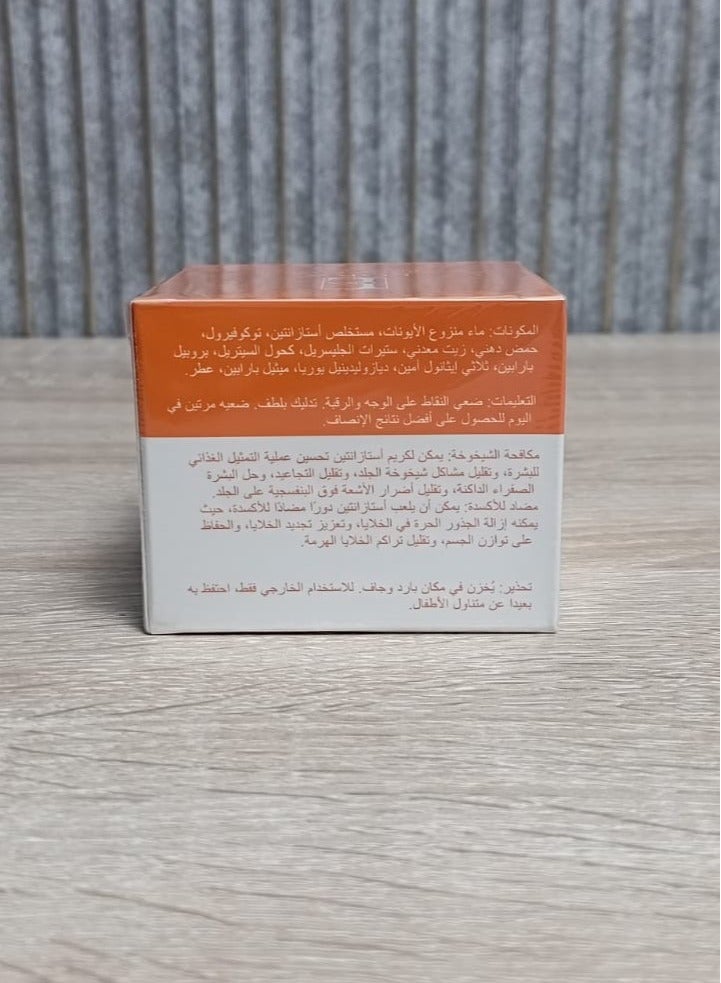 المكونات: ماء منزوع الأيونات، مستخلص أستازانتين، توكوفيرول،
حمض دهني، زيت معدني، ستيرات الجليسريل، كحول السيتريل، بروبيل
بارابين، ثلاثي إيثانول أمين، ديازوليدينيل يوريا، ميثيل بارابين، عطر.
التعليمات: ضعي النقاط على الوجه والرقبة. تدليك بلطف. ضعيه مرتين في
اليوم للحصول على أفضل نتائج الإنصاف.
مكافحة الشيخوخة: يمكن لكريم أستازانتين تحسين عملية التمثيل الغذائي
للبشرة، وتقليل مشاكل شيخوخة الجلد، وتقليل التجاعيد، وحل البشرة
الصفراء الداكنة، وتقليل أضرار الأشعة فوق البنفسجية على الجلد.
مضاد للأكسدة: يمكن أن يلعب أستازانتين دورًا مضادًا للأكسدة، حيث
يمكنه إزالة الجذور الحرة في الخلايا، وتعزيز تجديد الخلايا، والحفاظ
على توازن الجسم، وتقليل تراكم الخلايا الهرمة.
تحذير: يُخزن في مكان بارد وجاف. للاستخدام الخارجي فقط، احتفظ به
بعيدا عن متناول الأطفال.